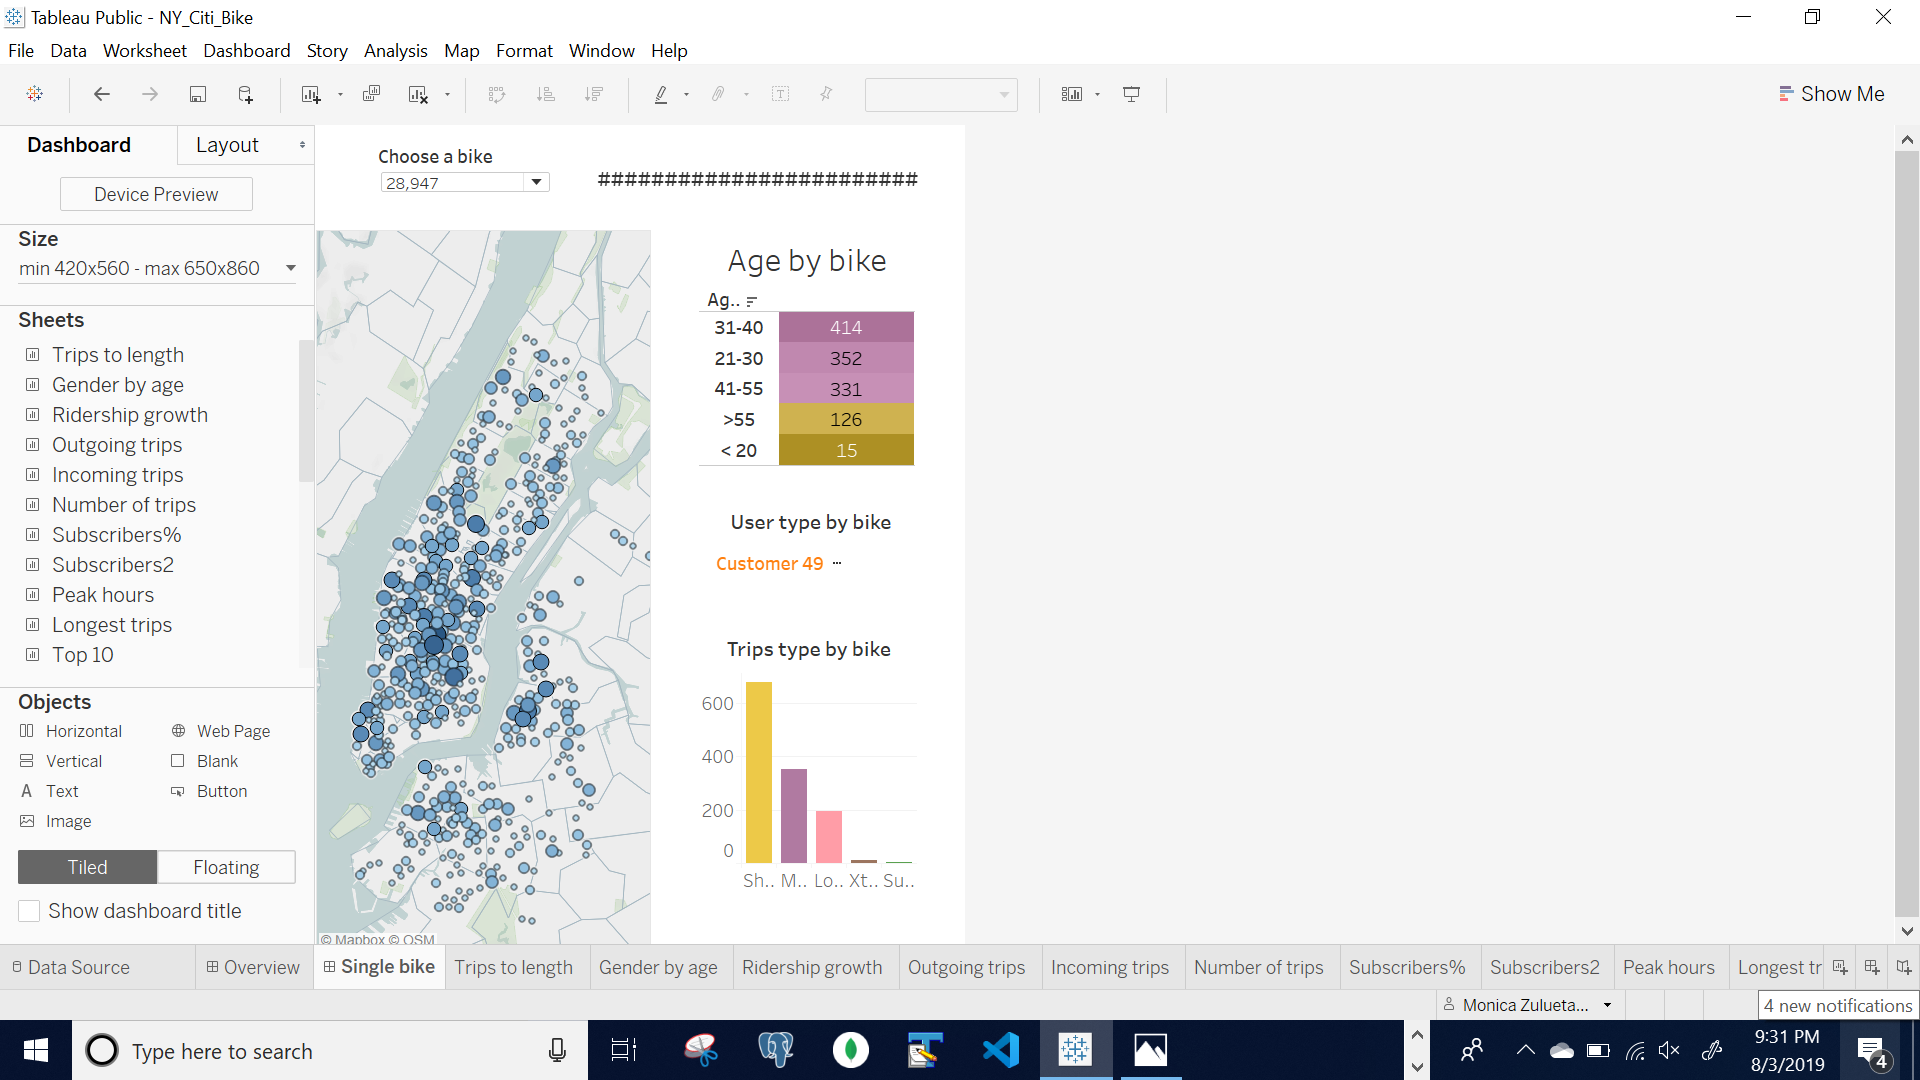 Tableau Public - NY_Citi_Bike
File Data Worksheet Dashboard Story Analysis Map Format Window Help
Show Me
Dashboard Layout
Device Preview
Size
min 420x560 - max 650x860
Sheets
Trips to length
Gender by age
Ridership growth
Outgoing trips
Incoming trips
Number of trips
Subscribers%
Subscribers2
Peak hours
Longest trips
Top 10
Objects
Horizontal Web Page
Vertical Blank
Text Button
Image
Tiled Floating
Show dashboard title
Choose a bike
28,947
########################
© Mapbox © OSM
Age by bike
Ag..
31-40 414
21-30 352
41-55 331
>55 126
< 20 15
User type by bike
Customer 49 ...
Trips type by bike
600
400
200
0
Sh.. M.. Lo.. Xt.. Su..
Data Source Overview Single bike Trips to length Gender by age Ridership growth Outgoing trips Incoming trips Number of trips Subscribers% Subscribers2 Peak hours Longest tr
Monica Zulueta...
4 new notifications
Type here to search
9:31 PM
8/3/2019
4